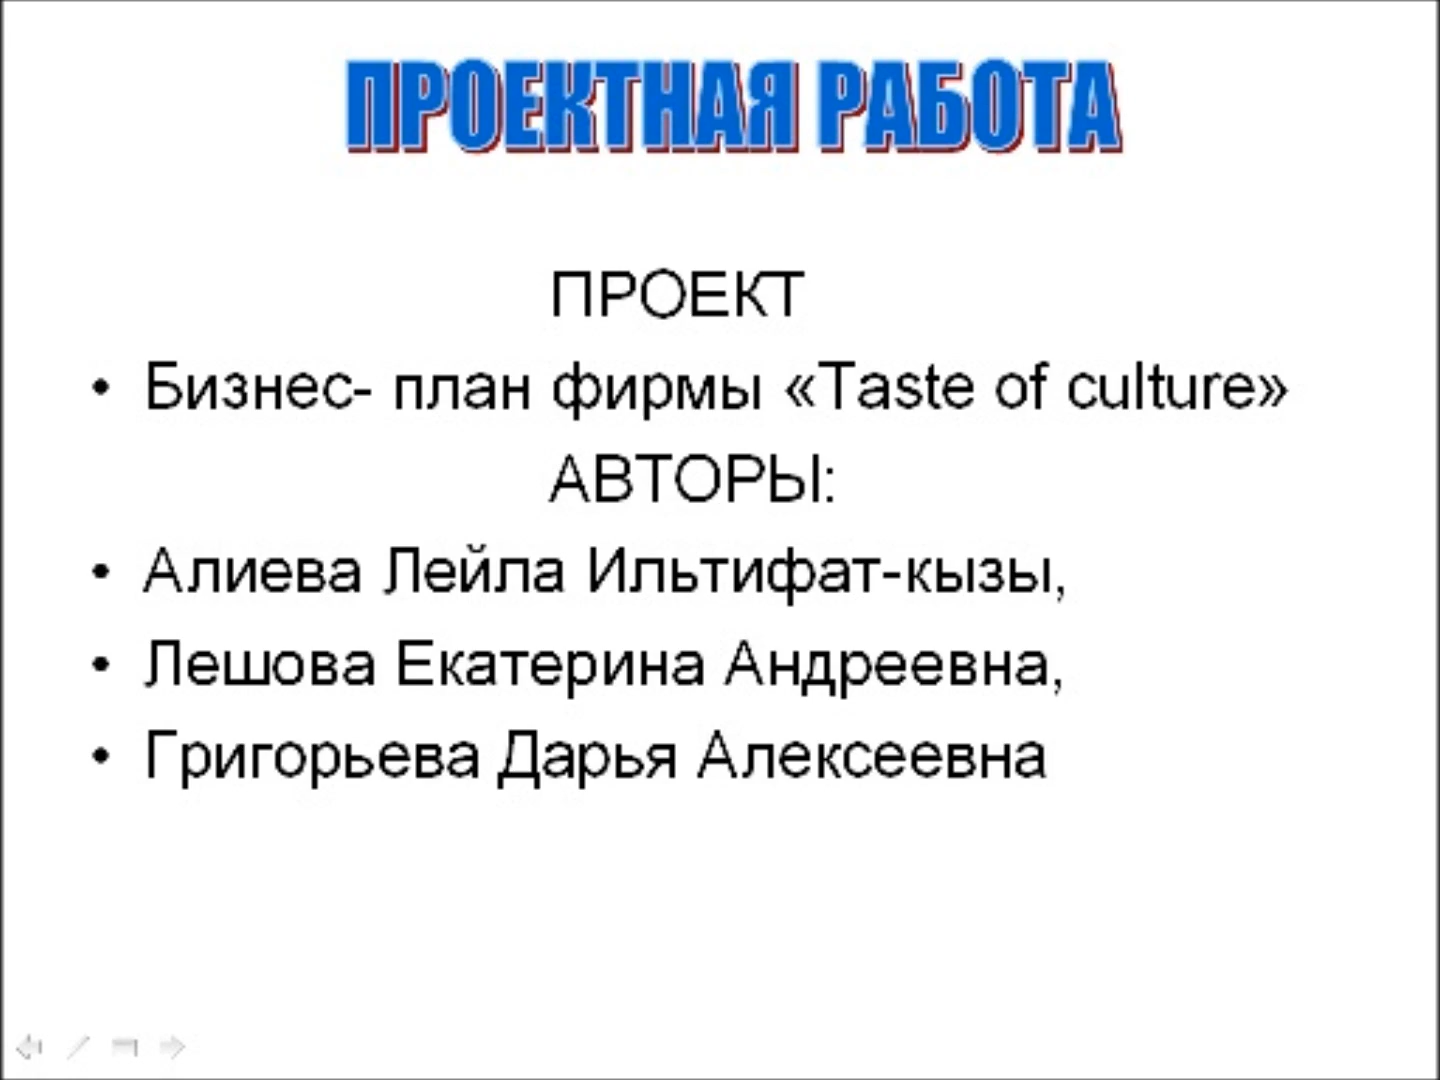 ПРОЕКТНАЯ РАБОТА
ПРОЕКТ
• Бизнес- план фирмы «Taste of culture»
АВТОРЫ:
• Алиева Лейла Ильтифат-кызы,
• Лешова Екатерина Андреевна,
• Григорьева Дарья Алексеевна